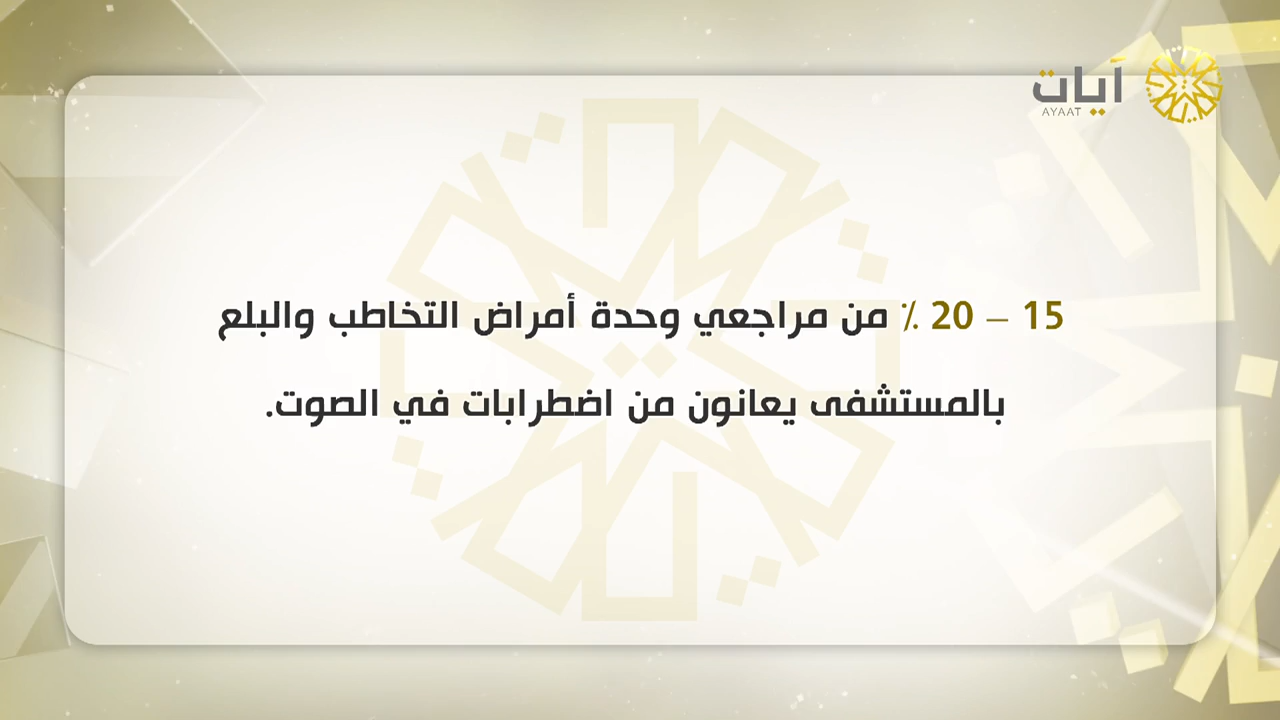 آيات
AYAAT
15 – 20 ٪ من مراجعي وحدة أمراض التخاطب والبلع
بالمستشفى يعانون من اضطرابات في الصوت.